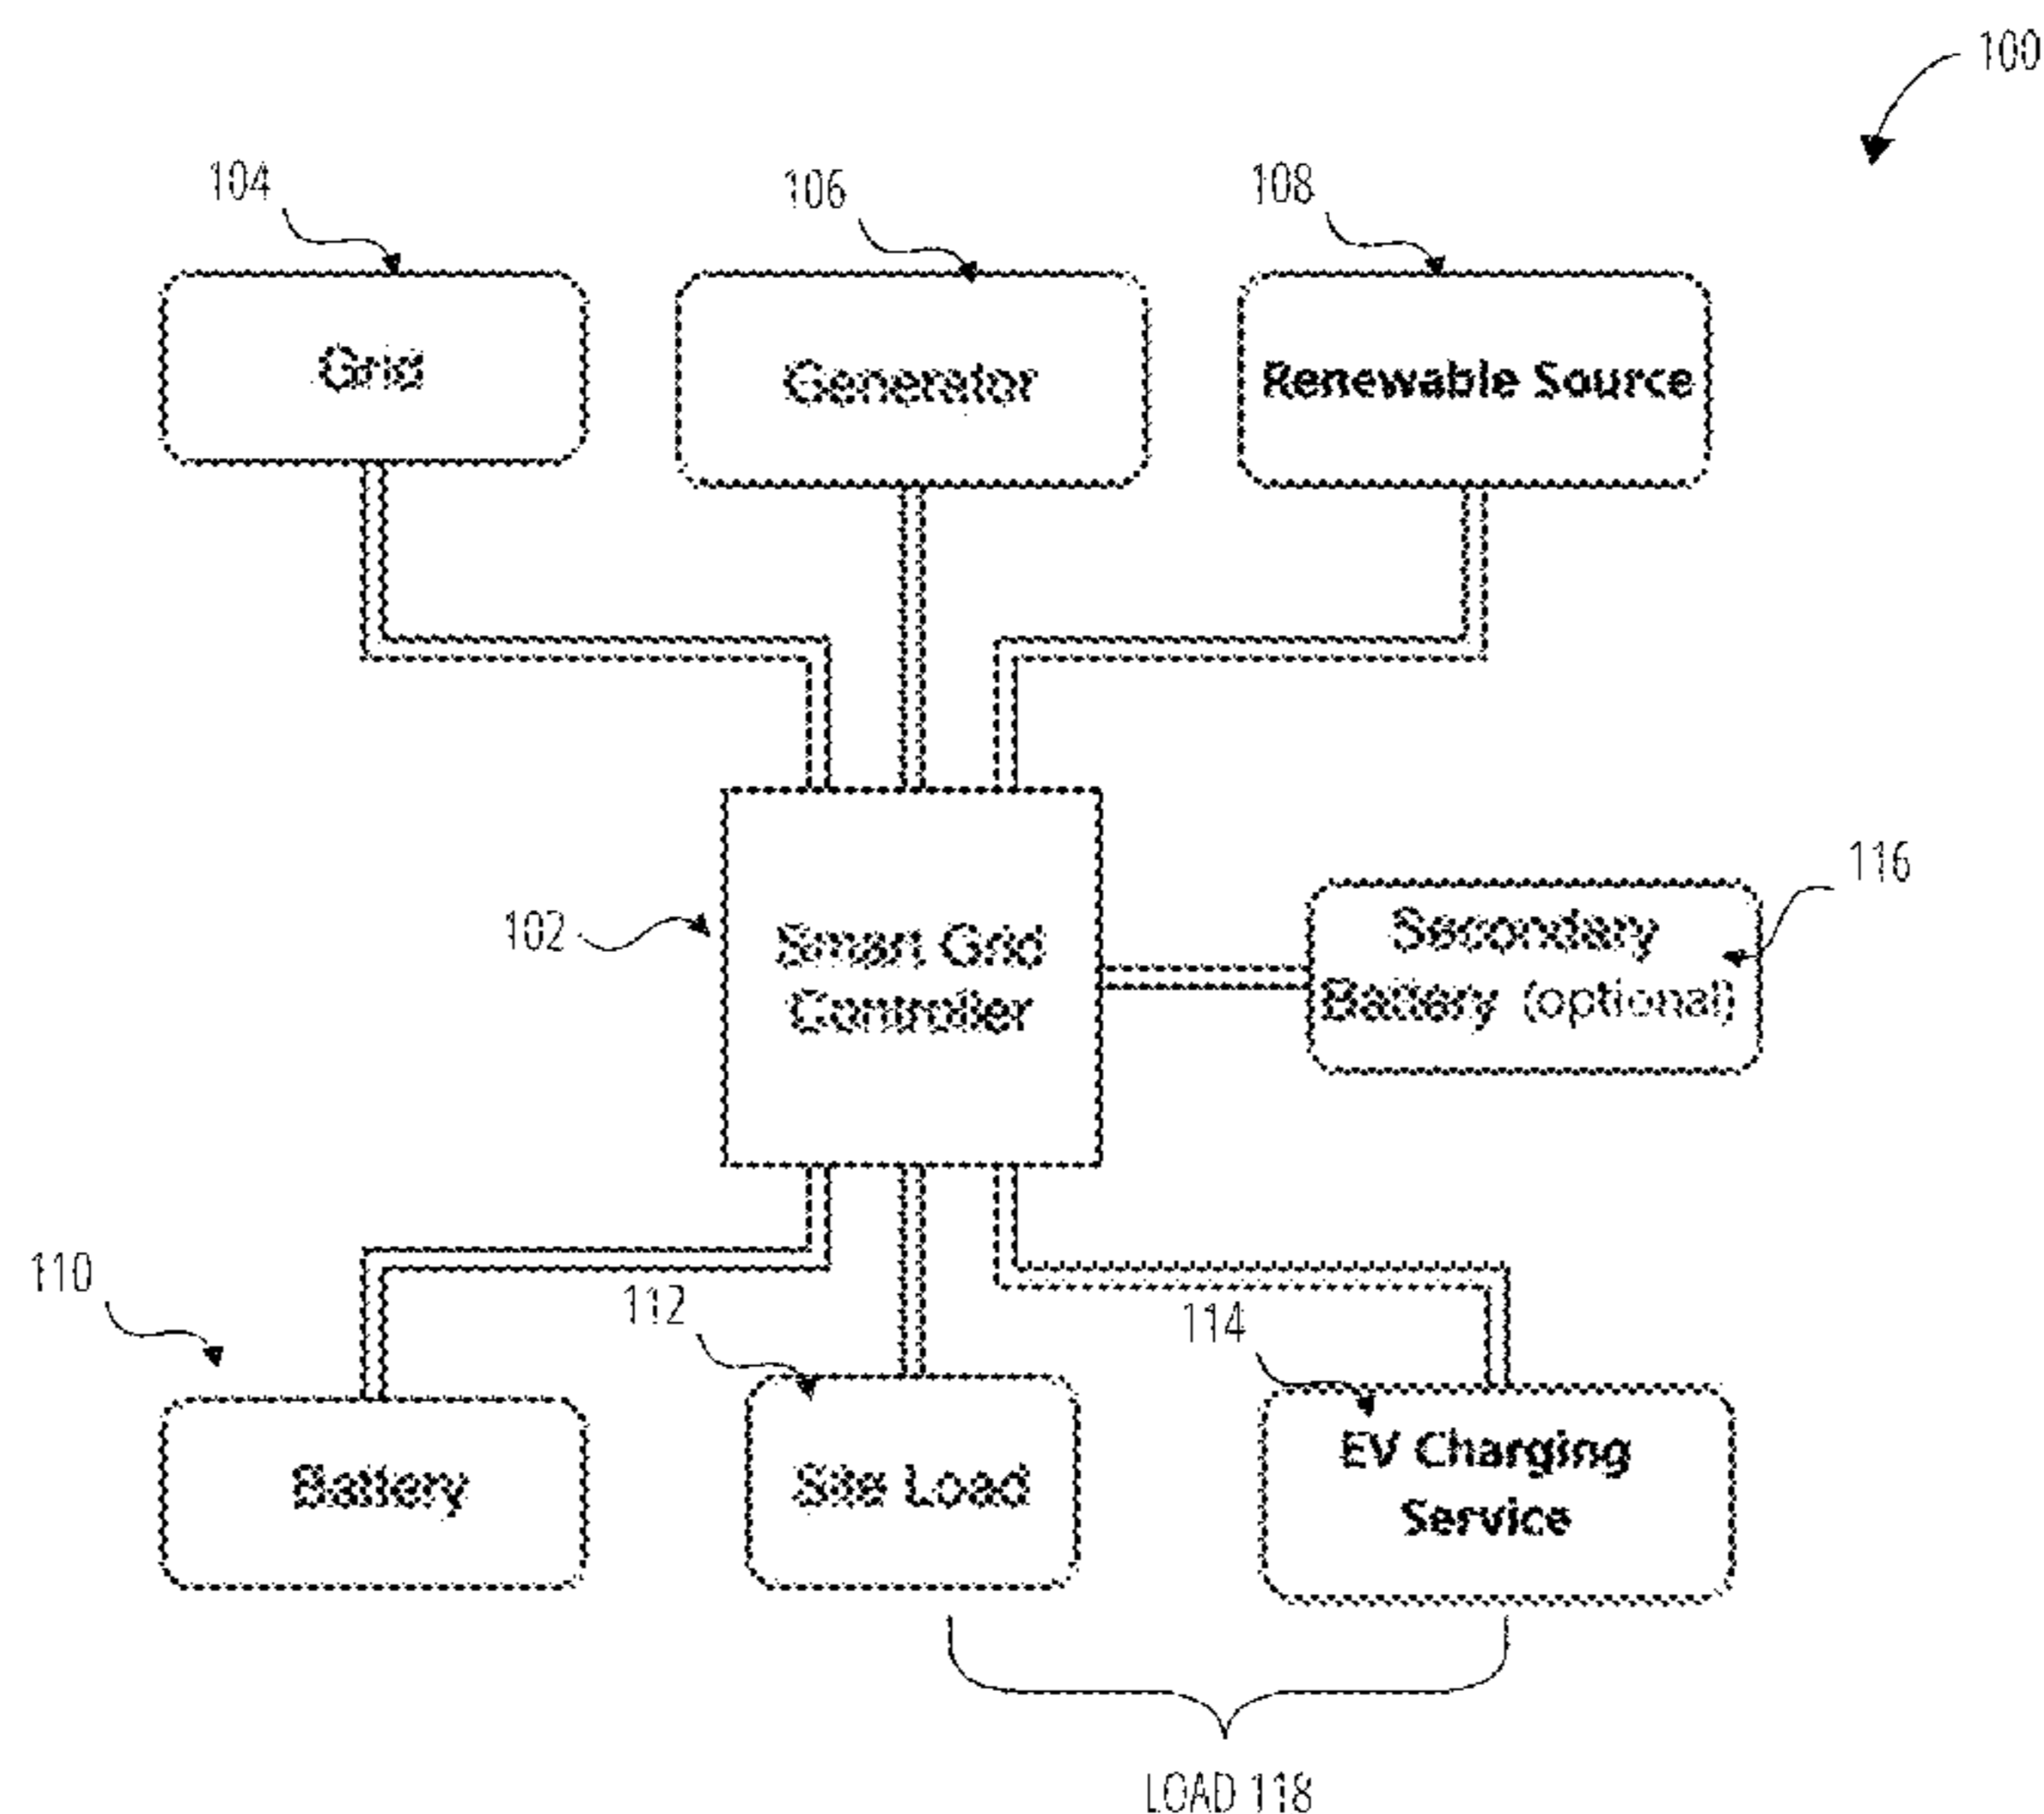 100
104
106
108
Grid
Generator
Renewable Source
116
102
Smart Grid
Controller
Secondary
Battery (optional)
110
112
114
Battery
Site Load
EV Charging
Service
LOAD 118